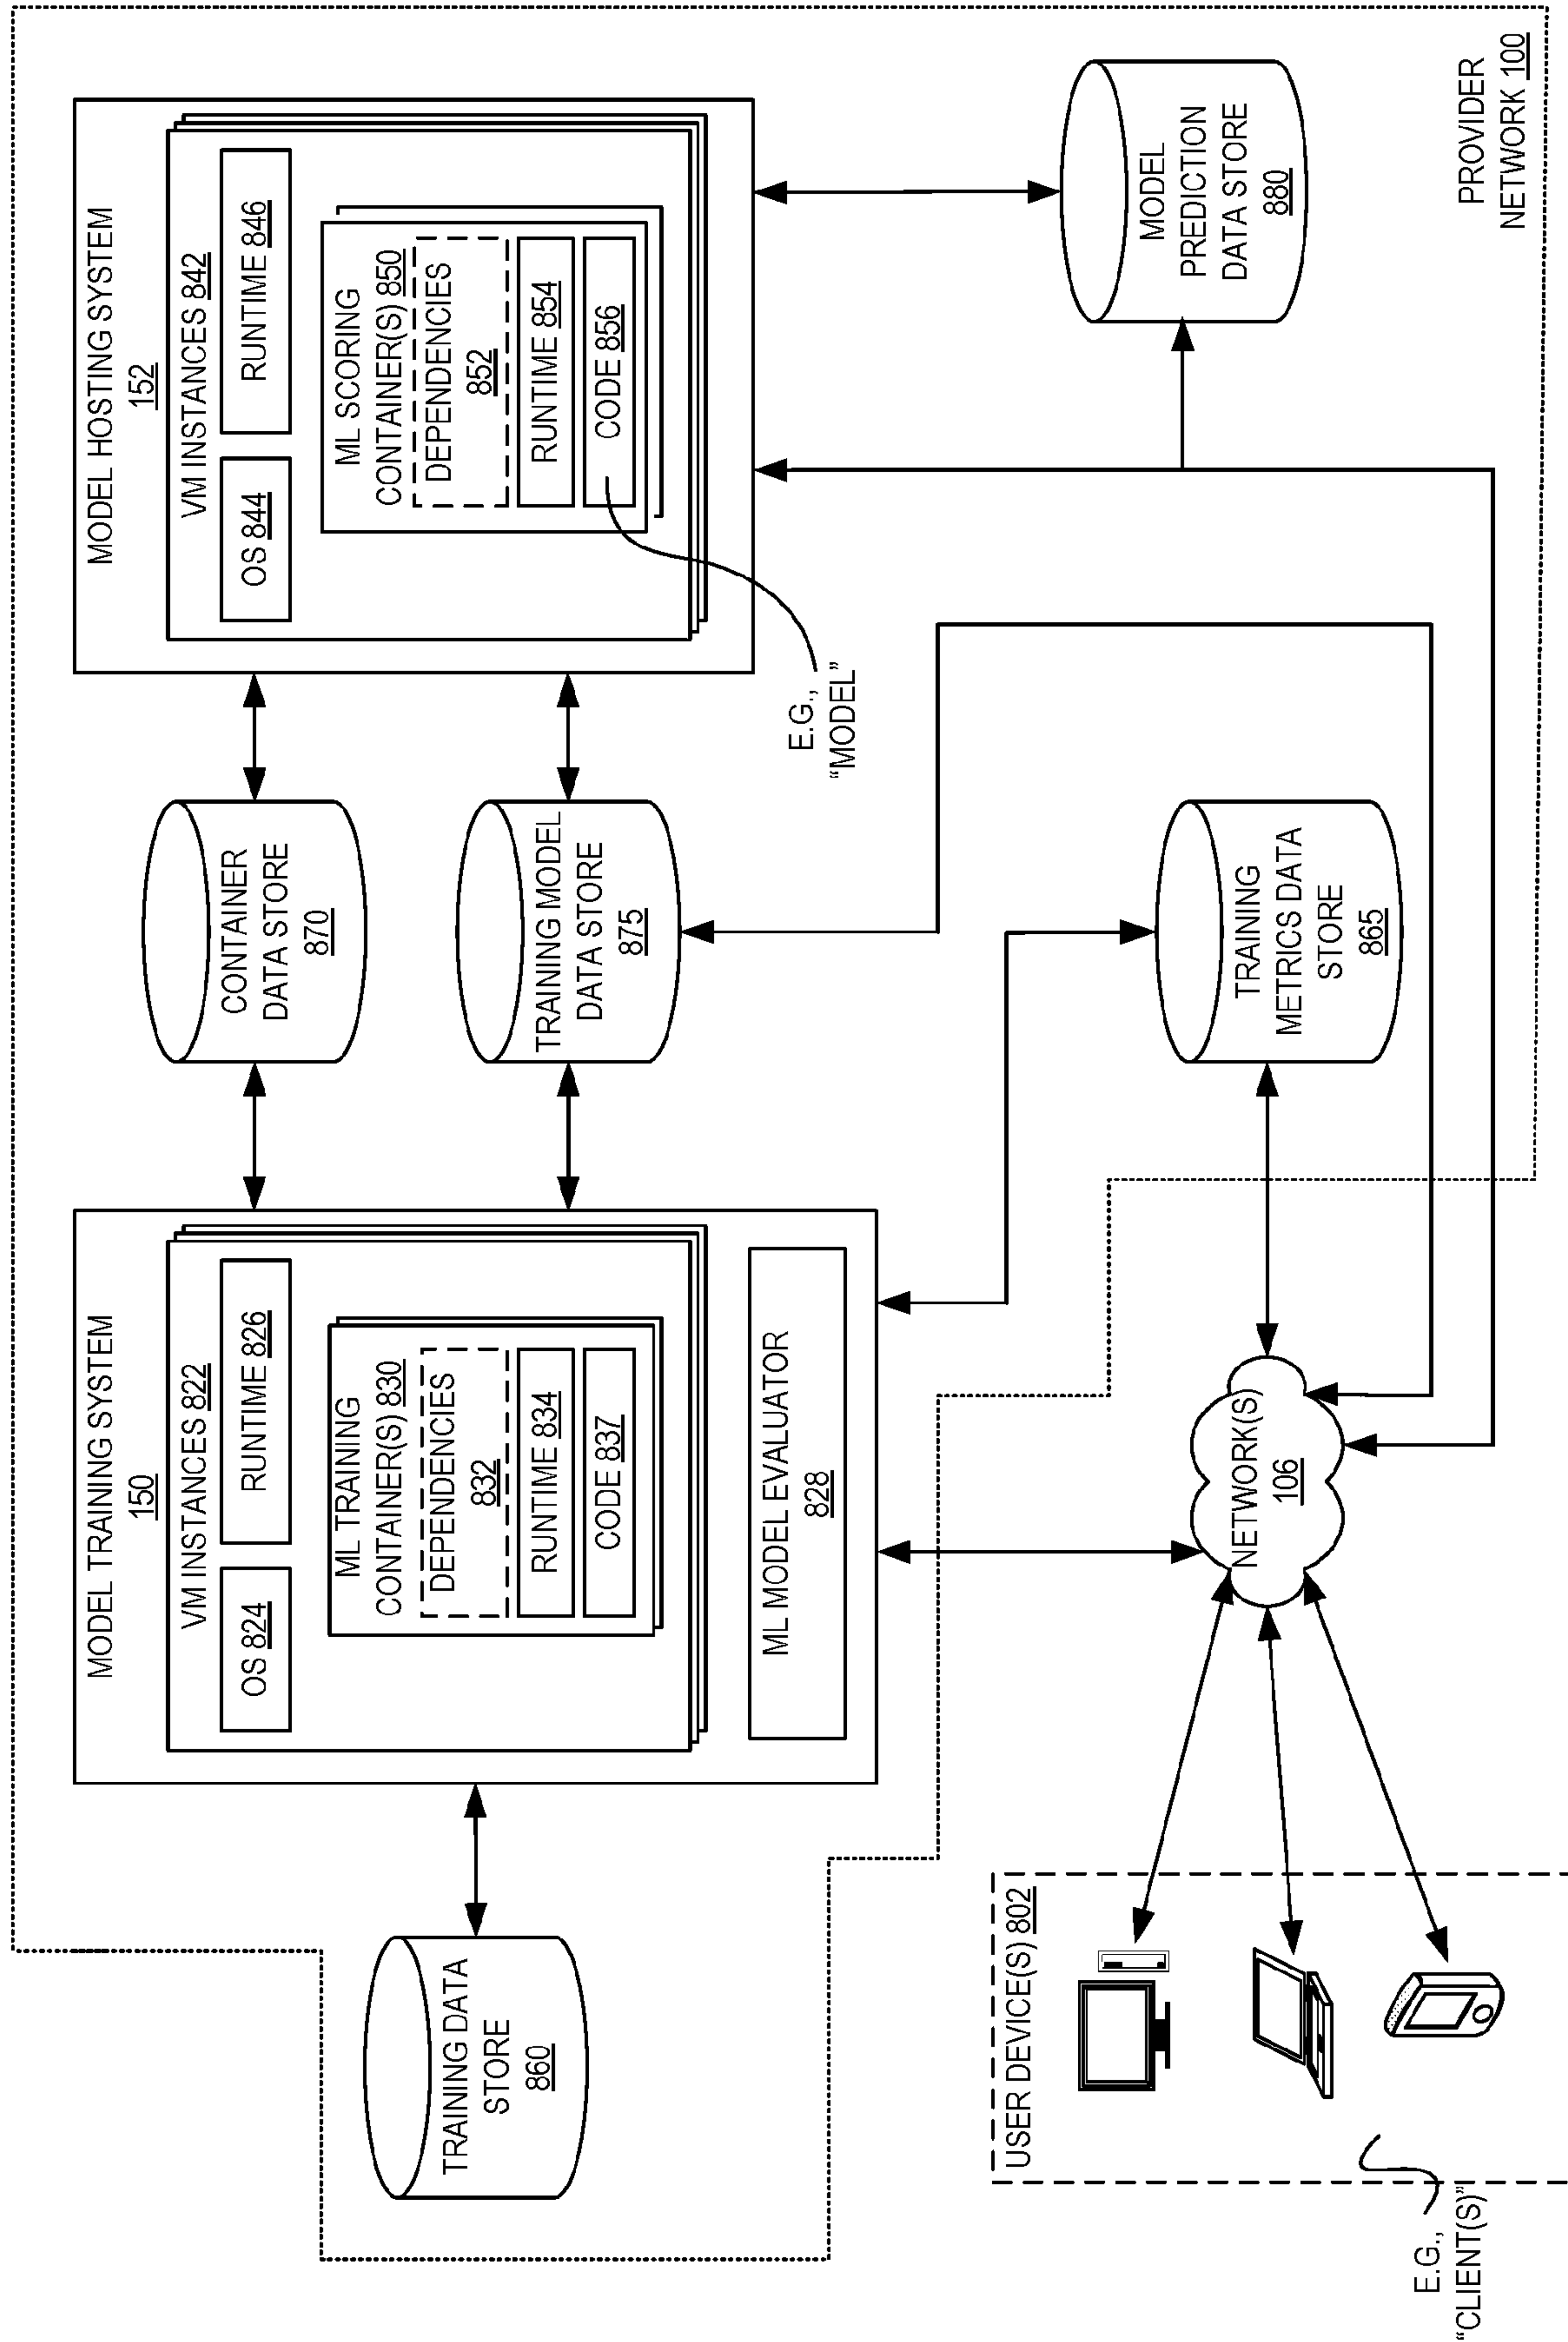 MODEL TRAINING SYSTEM
150
VM INSTANCES 822
OS 824
RUNTIME 826
ML TRAINING
CONTAINER(S) 830
DEPENDENCIES
832
RUNTIME 834
CODE 837
ML MODEL EVALUATOR
828
TRAINING DATA
STORE
860
CONTAINER
DATA STORE
870
TRAINING MODEL
DATA STORE
875
MODEL HOSTING SYSTEM
152
VM INSTANCES 842
OS 844
RUNTIME 846
ML SCORING
CONTAINER(S) 850
DEPENDENCIES
852
RUNTIME 854
CODE 856
E.G.,
“MODEL”
USER DEVICE(S) 802
E.G.,
“CLIENT(S)”
NETWORK(S)
106
TRAINING
METRICS DATA
STORE
865
MODEL
PREDICTION
DATA STORE
880
PROVIDER
NETWORK 100